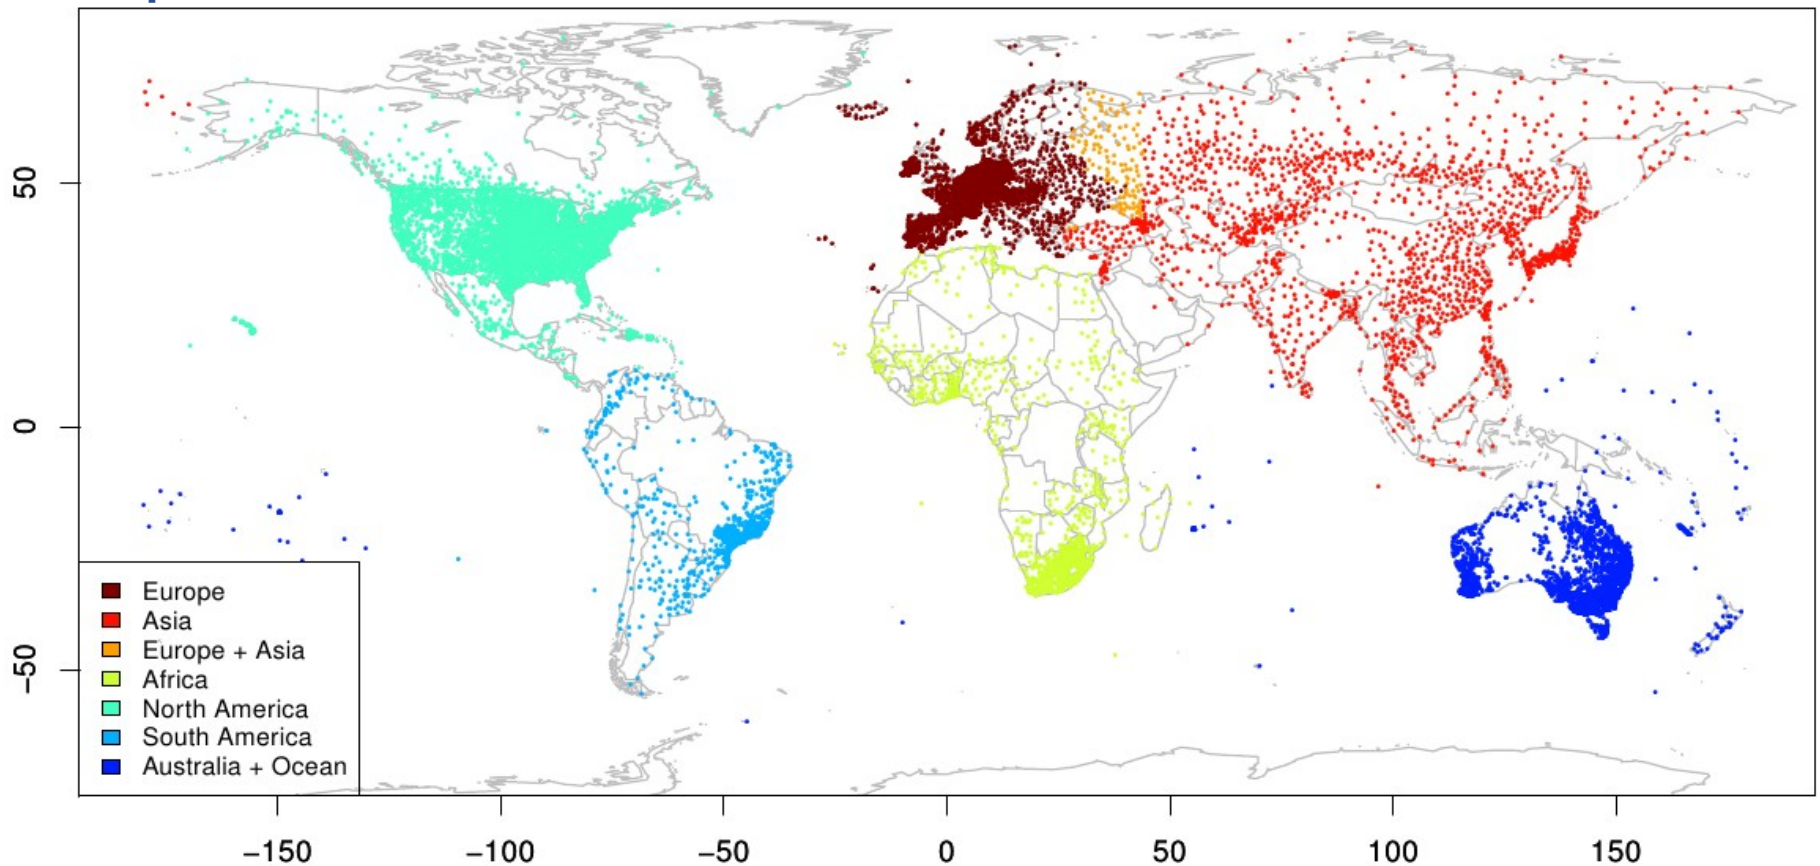 50
0
−50
Europe
Asia
Europe + Asia
Africa
North America
South America
Australia + Ocean
−150 −100 −50 0 50 100 150